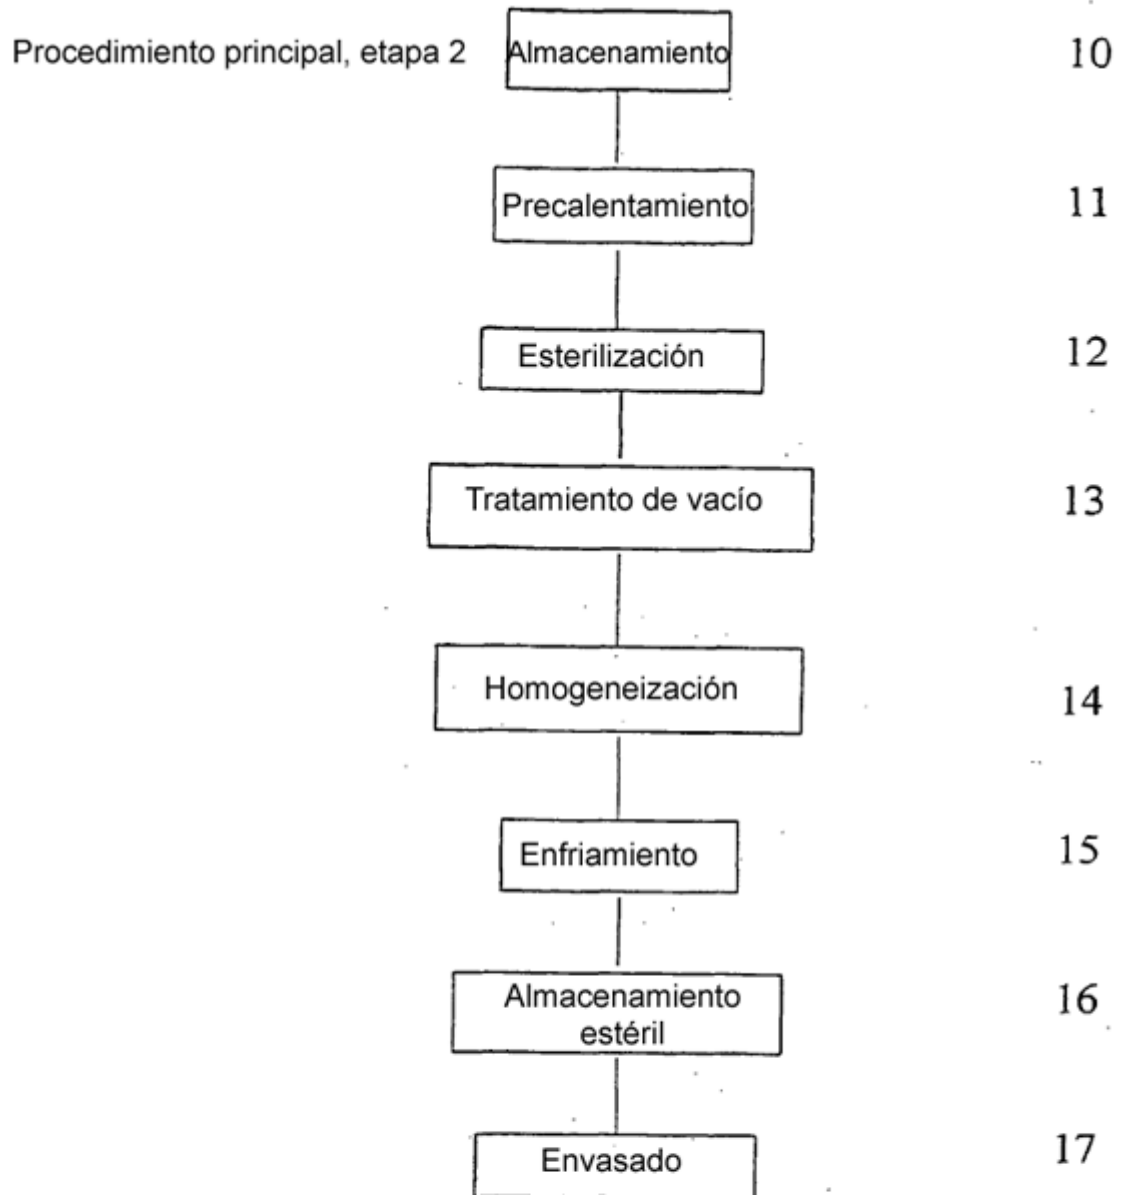 Procedimiento principal, etapa 2 Almacenamiento 10
Precalentamiento 11
Esterilización 12
Tratamiento de vacío 13
Homogeneización 14
Enfriamiento 15
Almacenamiento 16
estéril
Envasado 17